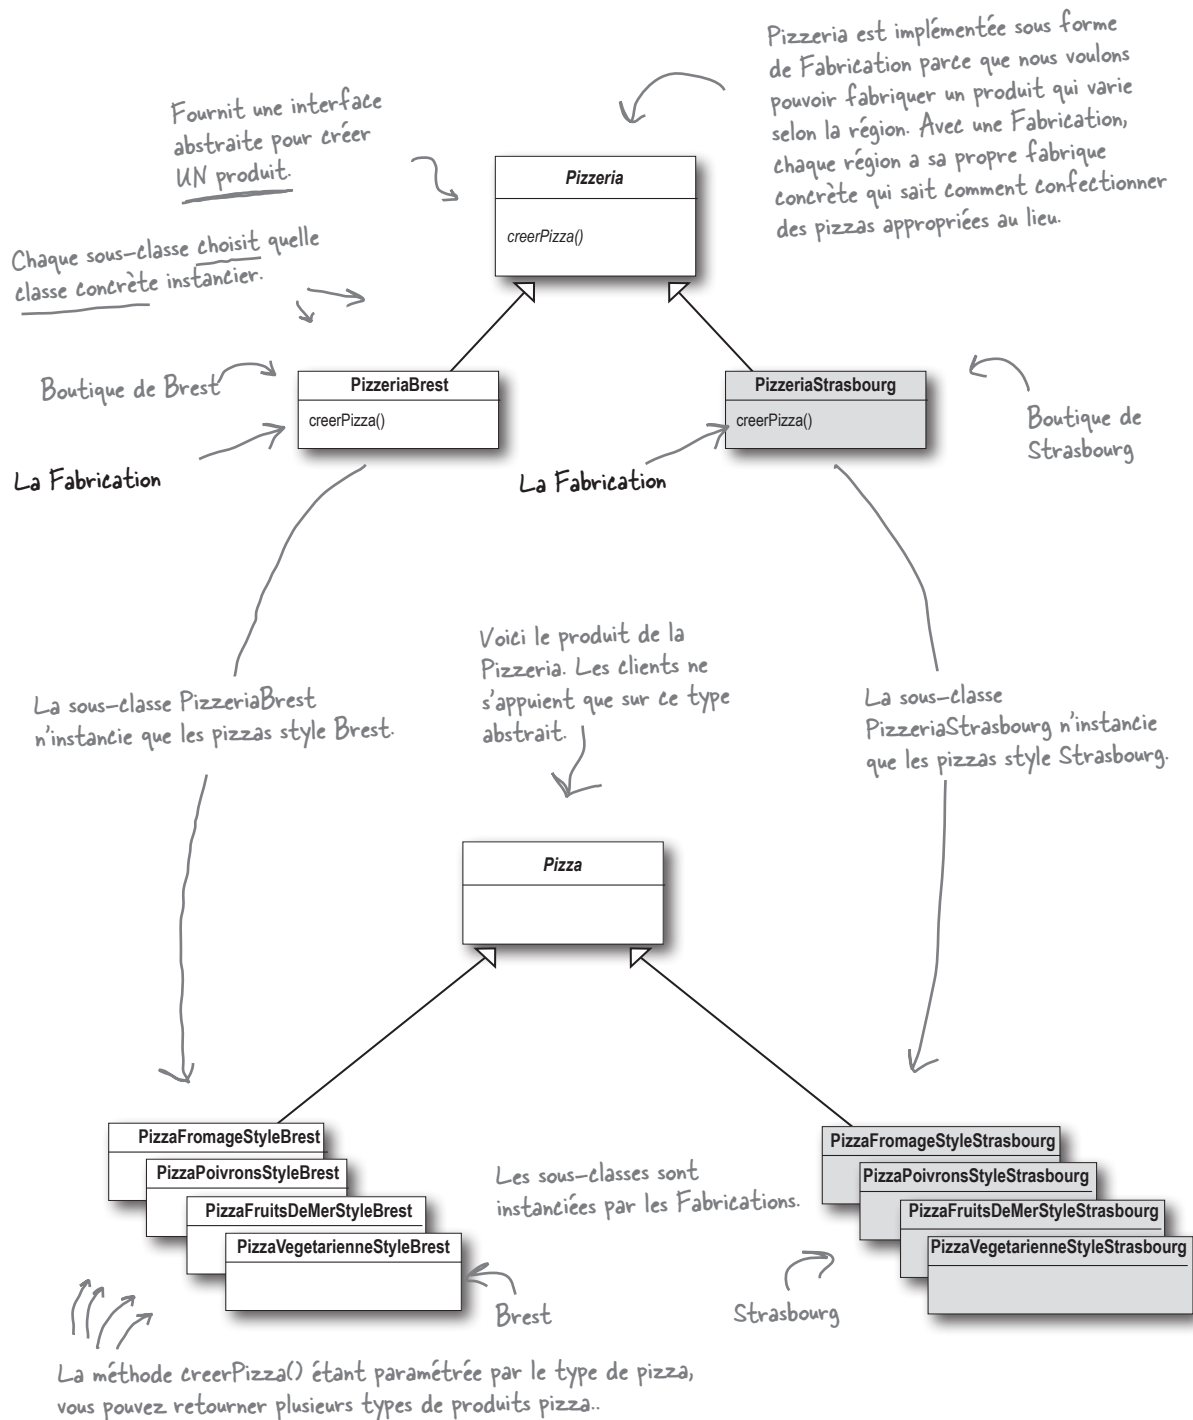 Pizzeria est implémentée sous forme
de Fabrication parce que nous voulons
pouvoir fabriquer un produit qui varie
selon la région. Avec une Fabrication,
chaque région a sa propre fabrique
concrète qui sait comment confectionner
des pizzas appropriées au lieu.
Fournit une interface
abstraite pour créer
UN produit.
Pizzeria
creerPizza()
Chaque sous-classe choisit quelle
classe concrète instancier.
Boutique de Brest
PizzeriaBrest
creerPizza()
PizzeriaStrasbourg
creerPizza()
Boutique de
Strasbourg
La Fabrication
La Fabrication
Voici le produit de la
Pizzeria. Les clients ne
s'appuient que sur ce type
abstrait.
La sous-classe PizzeriaBrest
n'instancie que les pizzas style Brest.
La sous-classe
PizzeriaStrasbourg n'instancie
que les pizzas style Strasbourg.
Pizza
PizzaFromageStyleBrest
PizzaPoivronsStyleBrest
PizzaFruitsDeMerStyleBrest
PizzaVegetarienneStyleBrest
Les sous-classes sont
instanciées par les Fabrications.
PizzaFromageStyleStrasbourg
PizzaPoivronsStyleStrasbourg
PizzaFruitsDeMerStyleStrasbourg
PizzaVegetarienneStyleStrasbourg
Brest
Strasbourg
La méthode creerPizza() étant paramétrée par le type de pizza,
vous pouvez retourner plusieurs types de produits pizza..